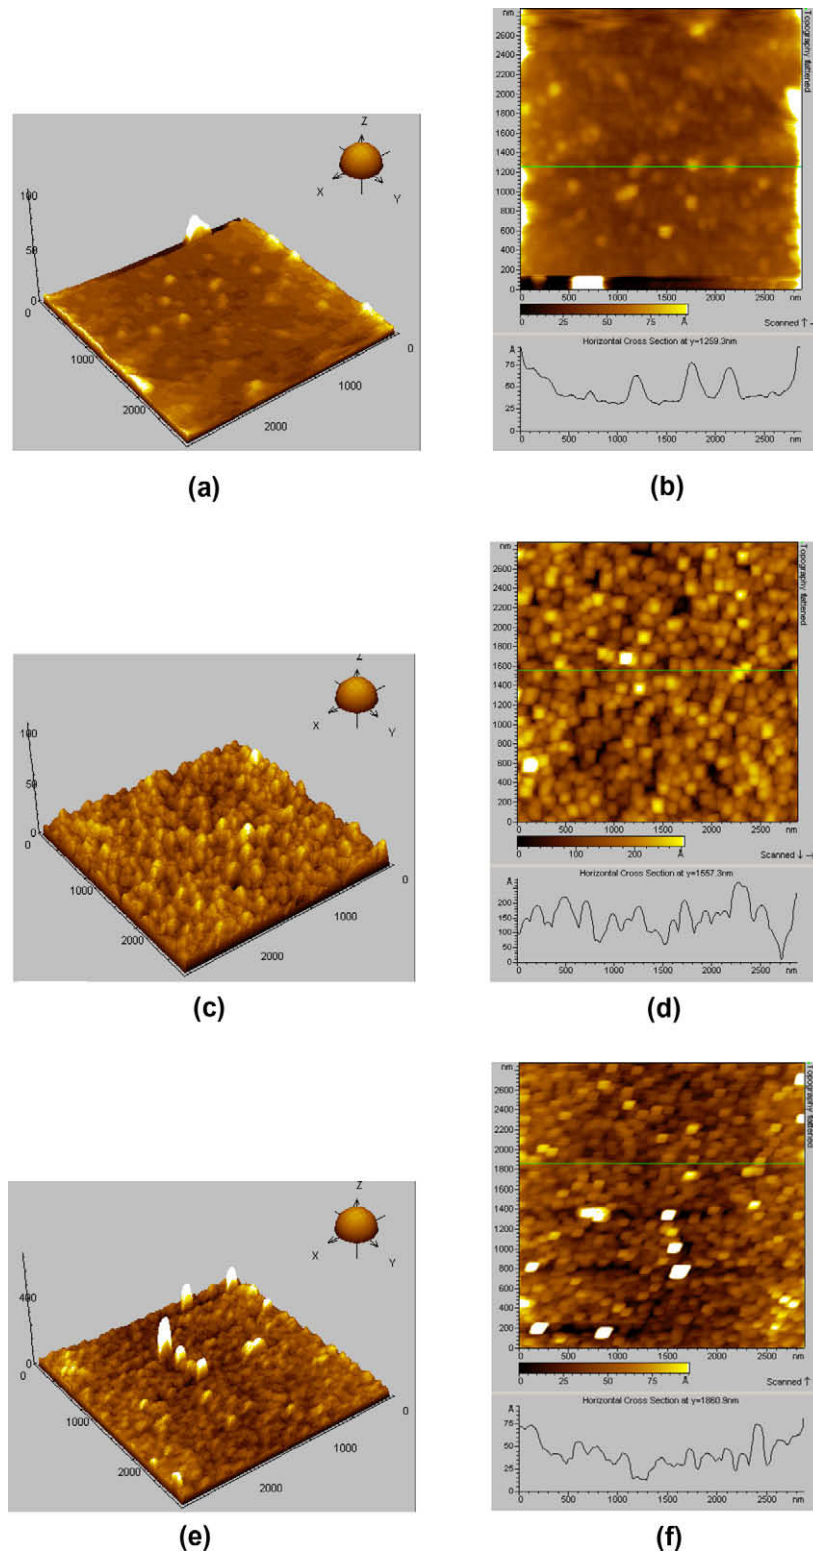 Z
X
Y
100
50
0
0
1000
2000
2000
1000
0
(a)
nm
2800
2600
2400
2200
2000
1800
1600
1400
1200
1000
800
600
400
200
0
Topography flattened
0 500 1000 1500 2000 2500 nm
0 25 50 75 Å
Scanned ↑
Horizontal Cross Section at y=1259.3nm
Å
75
50
25
0
0 500 1000 1500 2000 2500 nm
(b)
Z
X
Y
100
50
0
0
1000
2000
2000
1000
0
(c)
nm
2600
2400
2200
2000
1800
1600
1400
1200
1000
800
600
400
200
0
Topography flattened
0 500 1000 1500 2000 2500 nm
0 100 200 Å
Scanned ↓
Horizontal Cross Section at y=1557.3nm
Å
200
150
100
50
0
0 500 1000 1500 2000 2500 nm
(d)
Z
X
Y
400
0
0
1000
2000
2000
1000
0
(e)
nm
2600
2400
2200
2000
1800
1600
1400
1200
1000
800
600
400
200
0
Topography flattened
0 500 1000 1500 2000 2500 nm
0 25 50 75 Å
Scanned ↑
Horizontal Cross Section at y=1860.9nm
Å
75
50
25
0
0 500 1000 1500 2000 2500 nm
(f)